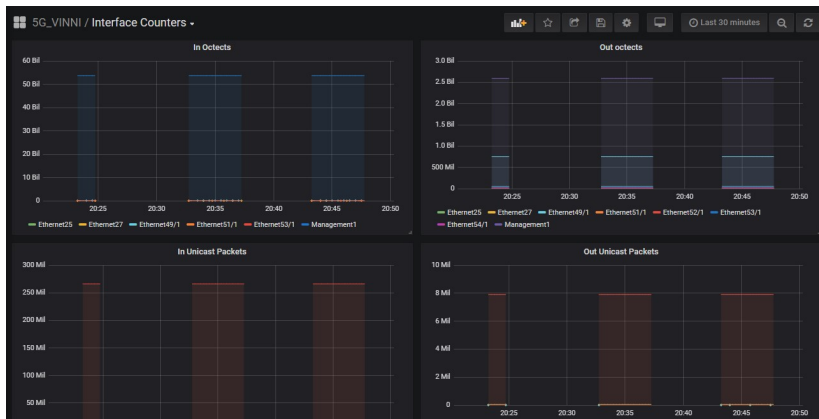 5G_VINNI / Interface Counters
Last 30 minutes
In Octects
60 Bil
50 Bil
40 Bil
30 Bil
20 Bil
10 Bil
0
20:25 20:30 20:35 20:40 20:45 20:50
Ethernet25 Ethernet27 Ethernet49/1 Ethernet51/1 Ethernet53/1 Management1
Out octects
3.0 Bil
2.5 Bil
2.0 Bil
1.5 Bil
1.0 Bil
500 Mil
0
20:25 20:30 20:35 20:40 20:45 20:50
Ethernet25 Ethernet27 Ethernet49/1 Ethernet51/1 Ethernet52/1 Ethernet53/1
Ethernet54/1 Management1
In Unicast Packets
300 Mil
250 Mil
200 Mil
150 Mil
100 Mil
50 Mil
Out Unicast Packets
10 Mil
8 Mil
6 Mil
4 Mil
2 Mil
0
20:25 20:30 20:35 20:40 20:45 20:50